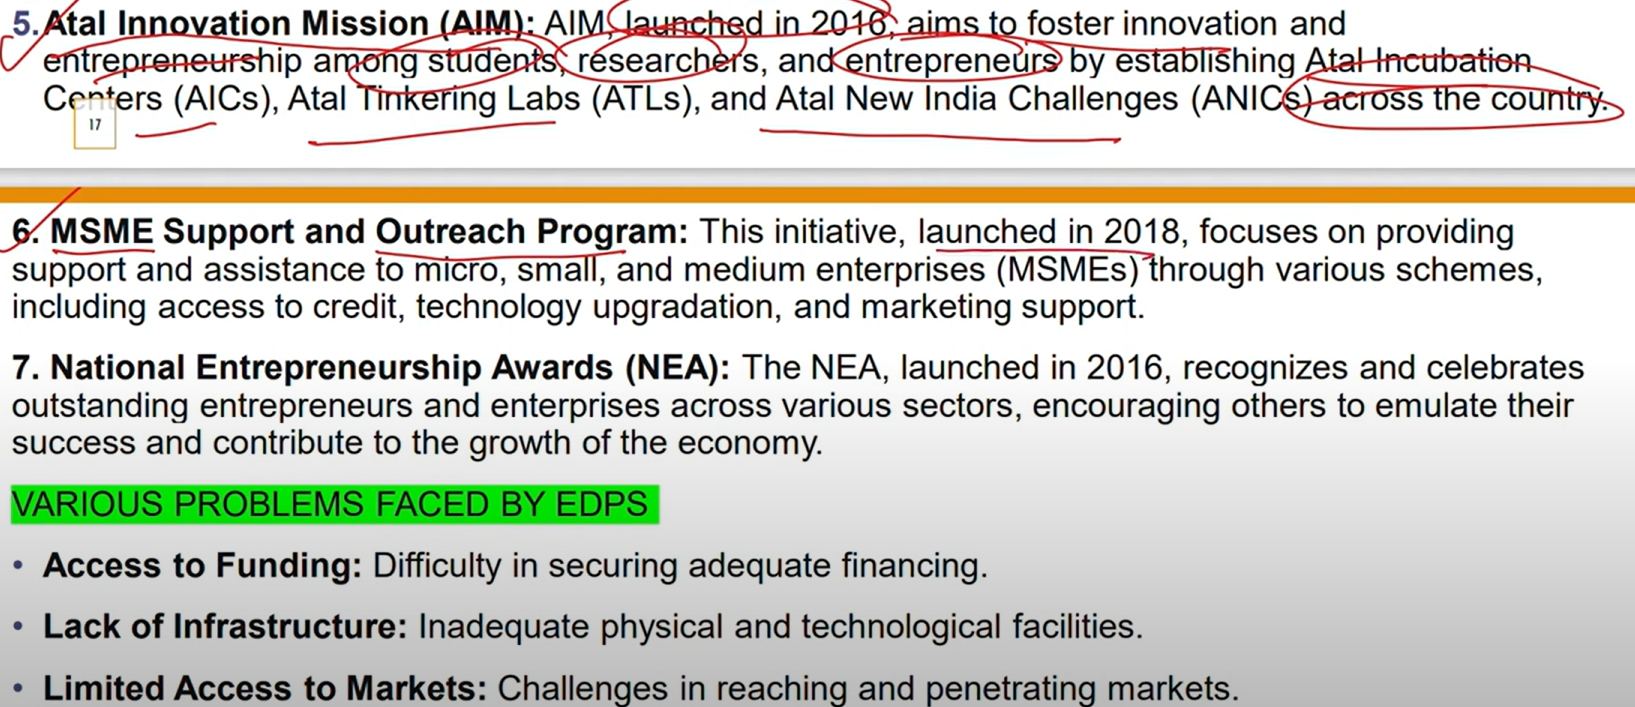 5. Atal Innovation Mission (AIM): AIM, launched in 2016, aims to foster innovation and
entrepreneurship among students, researchers, and entrepreneurs by establishing Atal Incubation
Centers (AICs), Atal Tinkering Labs (ATLs), and Atal New India Challenges (ANICs) across the country.
17
6. MSME Support and Outreach Program: This initiative, launched in 2018, focuses on providing
support and assistance to micro, small, and medium enterprises (MSMEs) through various schemes,
including access to credit, technology upgradation, and marketing support.
7. National Entrepreneurship Awards (NEA): The NEA, launched in 2016, recognizes and celebrates
outstanding entrepreneurs and enterprises across various sectors, encouraging others to emulate their
success and contribute to the growth of the economy.
VARIOUS PROBLEMS FACED BY EDPS
• Access to Funding: Difficulty in securing adequate financing.
• Lack of Infrastructure: Inadequate physical and technological facilities.
• Limited Access to Markets: Challenges in reaching and penetrating markets.